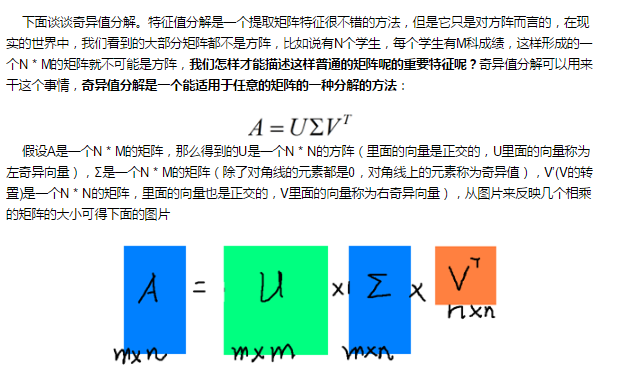 下面谈谈奇异值分解。特征值分解是一个提取矩阵特征很不错的方法，但是它只是对方阵而言的，在现
实的世界中，我们看到的大部分矩阵都不是方阵，比如说有N个学生，每个学生有M科成绩，这样形成的一
个N * M的矩阵就不可能是方阵，我们怎样才能描述这样普通的矩阵呢的重要特征呢？奇异值分解可以用来
干这个事情，奇异值分解是一个能适用于任意的矩阵的一种分解的方法：
A = UΣV^T
假设A是一个N * M的矩阵，那么得到的U是一个N * N的方阵（里面的向量是正交的，U里面的向量称为
左奇异向量），Σ是一个N * M的矩阵（除了对角线的元素都是0，对角线上的元素称为奇异值），V'(V的转
置)是一个N * N的矩阵，里面的向量也是正交的，V里面的向量称为右奇异向量），从图片来反映几个相乘
的矩阵的大小可得下面的图片
A = U × Σ × V^T
m×n m×m m×n n×n